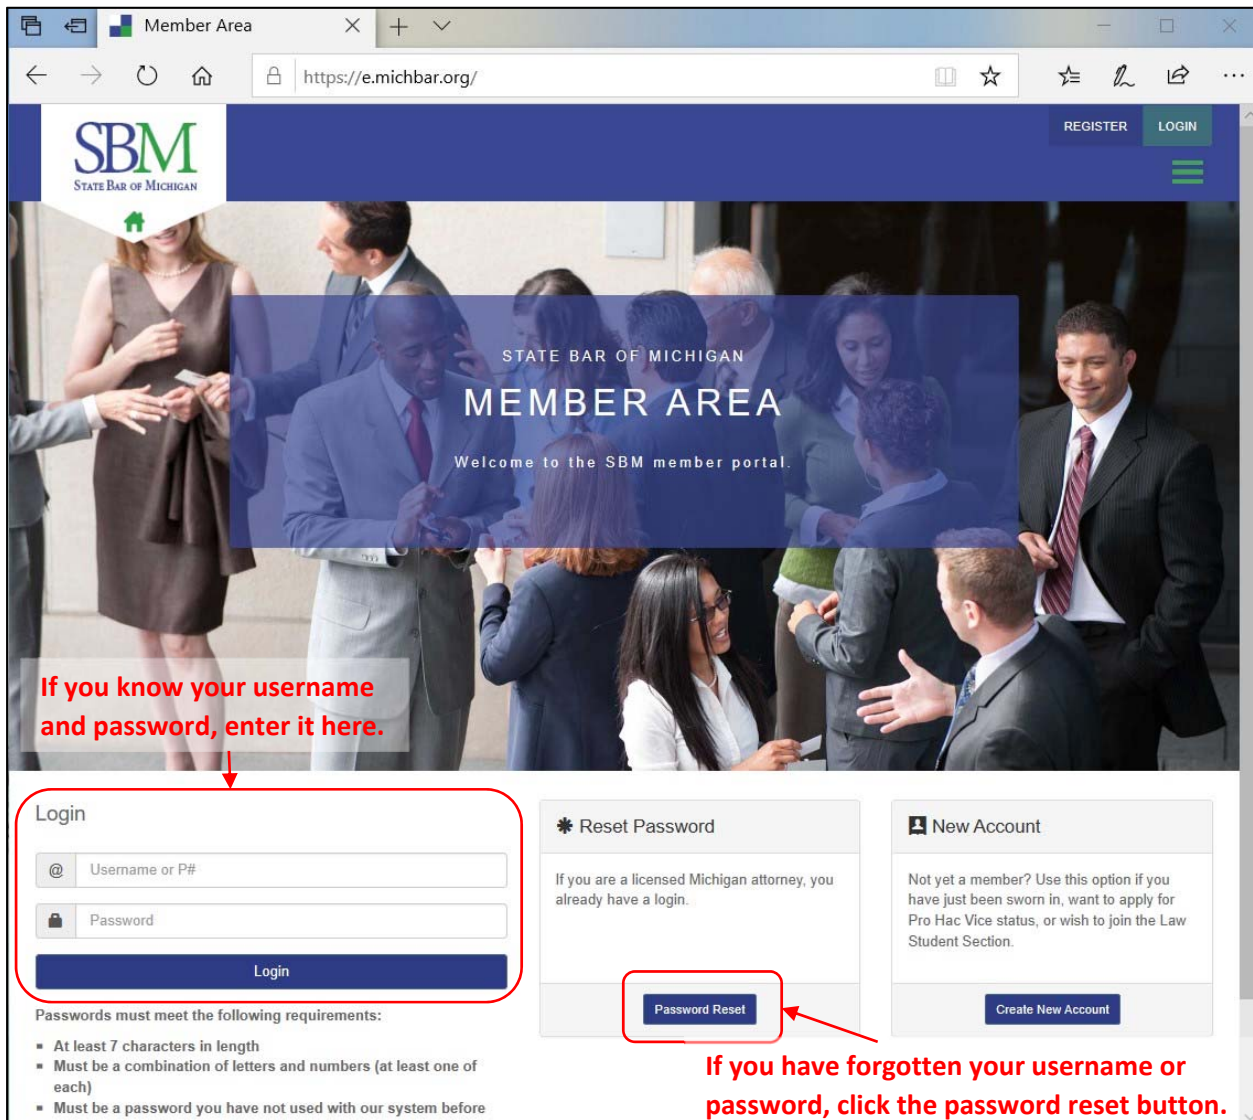 Member Area
https://e.michbar.org/
REGISTER
LOGIN
SBM
STATE BAR OF MICHIGAN
STATE BAR OF MICHIGAN
MEMBER AREA
Welcome to the SBM member portal.
If you know your username
and password, enter it here.
Login
@
Username or P#
Password
Login
Passwords must meet the following requirements:
▪ At least 7 characters in length
▪ Must be a combination of letters and numbers (at least one of
each)
▪ Must be a password you have not used with our system before
Reset Password
If you are a licensed Michigan attorney, you
already have a login.
Password Reset
New Account
Not yet a member? Use this option if you
have just been sworn in, want to apply for
Pro Hac Vice status, or wish to join the Law
Student Section.
Create New Account
If you have forgotten your username or
password, click the password reset button.